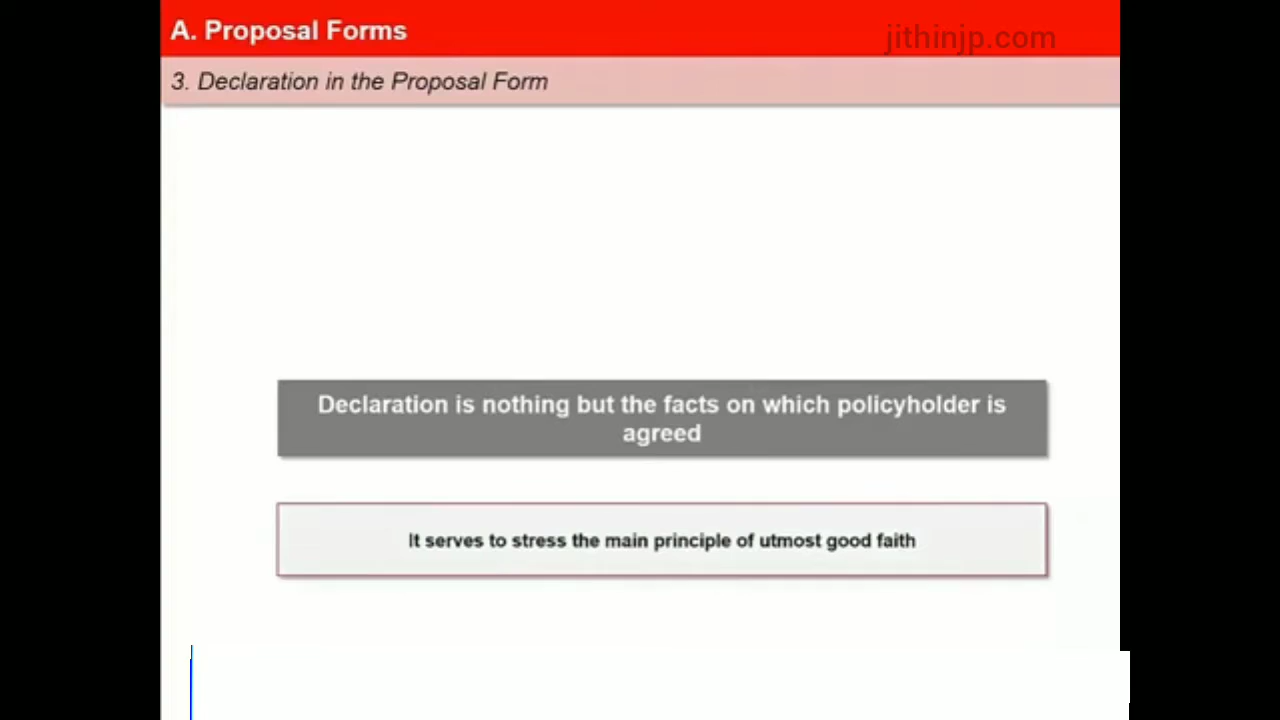 A. Proposal Forms
jithinjp.com
3. Declaration in the Proposal Form
Declaration is nothing but the facts on which policyholder is
agreed
It serves to stress the main principle of utmost good faith